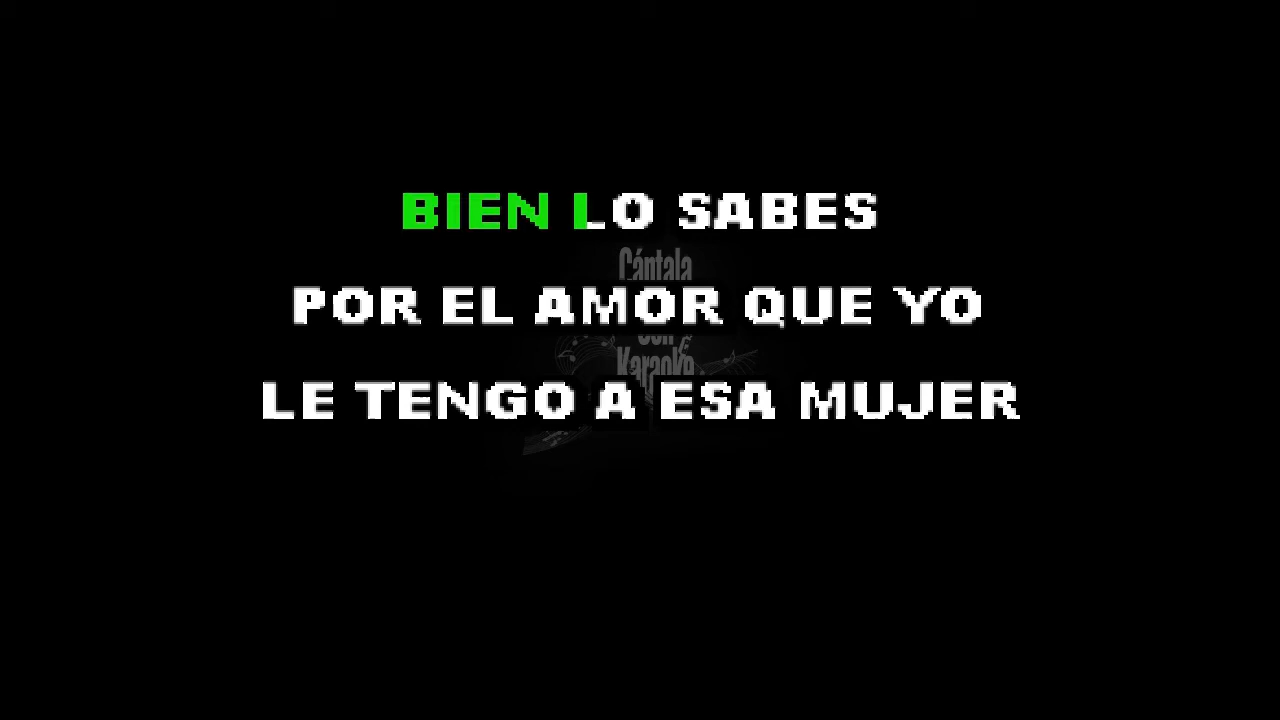 BIEN LO SABES
Cántala
POR EL AMOR QUE YO
Con
Karaoke
LE TENGO A ESA MUJER